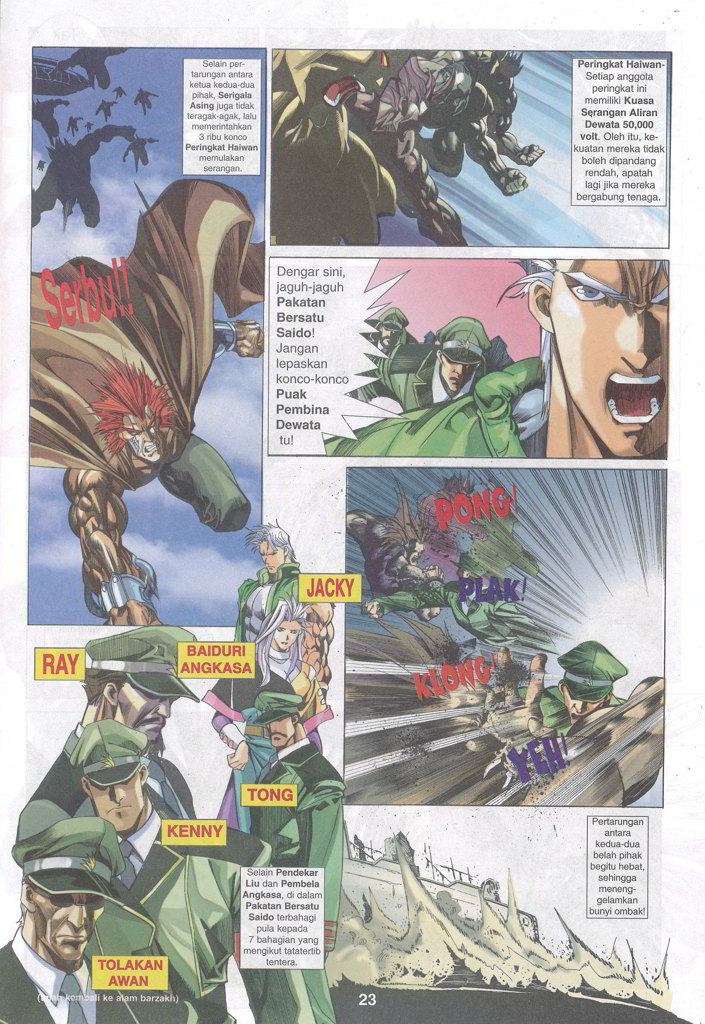 Selain per-
tarungan antara
ketua kedua-dua
pihak, Serigala
Asing juga tidak
teragak-agak, lalu
memerintahkan
3 ribu konco
Peringkat Haiwan
memulakan
serangan.
Peringkat Haiwan-
Setiap anggota
peringkat ini
memiliki Kuasa
Serangan Aliran
Dewata 50,000
volt. Oleh itu, ke-
kuatan mereka tidak
boleh dipandang
rendah, apatah
lagi jika mereka
bergabung tenaga.
Serbu!!
Dengar sini,
jaguh-jaguh
Pakatan
Bersatu
Saido!
Jangan
lepaskan
konco-konco
Puak
Pembina
Dewata
tu!
PONG!
PLAK!
KLONG!
YEH!
JACKY
RAY
BAIDURI
ANGKASA
TONG
KENNY
TOLAKAN
AWAN
Selain Pendekar
Liu dan Pembela
Angkasa, di dalam
Pakatan Bersatu
Saido terbahagi
pula kepada
7 bahagian yang
mengikut tatatertib
tentera.
Pertarungan
antara
kedua-dua
belah pihak
begitu hebat,
sehingga
meneng-
gelamkan
bunyi ombak!
kembali ke alam barzakh)
23